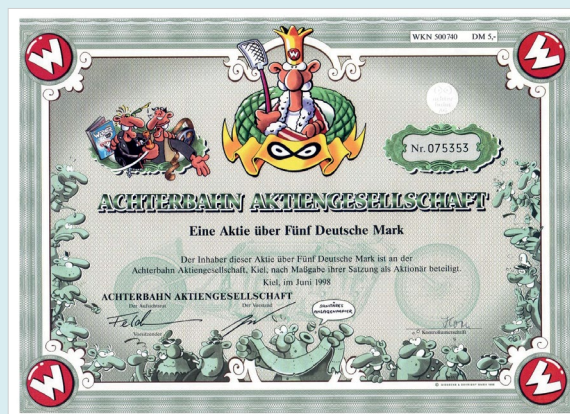 W
W
WKN 500740 DM 5,-
W
Nr. 075353
ACHTERBAHN AKTIENGESELLSCHAFT
Eine Aktie über Fünf Deutsche Mark
Der Inhaber dieser Aktie über Fünf Deutsche Mark ist an der
Achterbahn Aktiengesellschaft, Kiel, nach Maßgabe ihrer Satzung als Aktionär beteiligt.
Kiel, im Juni 1998
ACHTERBAHN AKTIENGESELLSCHAFT
Der Aufsichtsrat Der Vorstand
Vorsitzender
Kontrollunterschrift
W
W